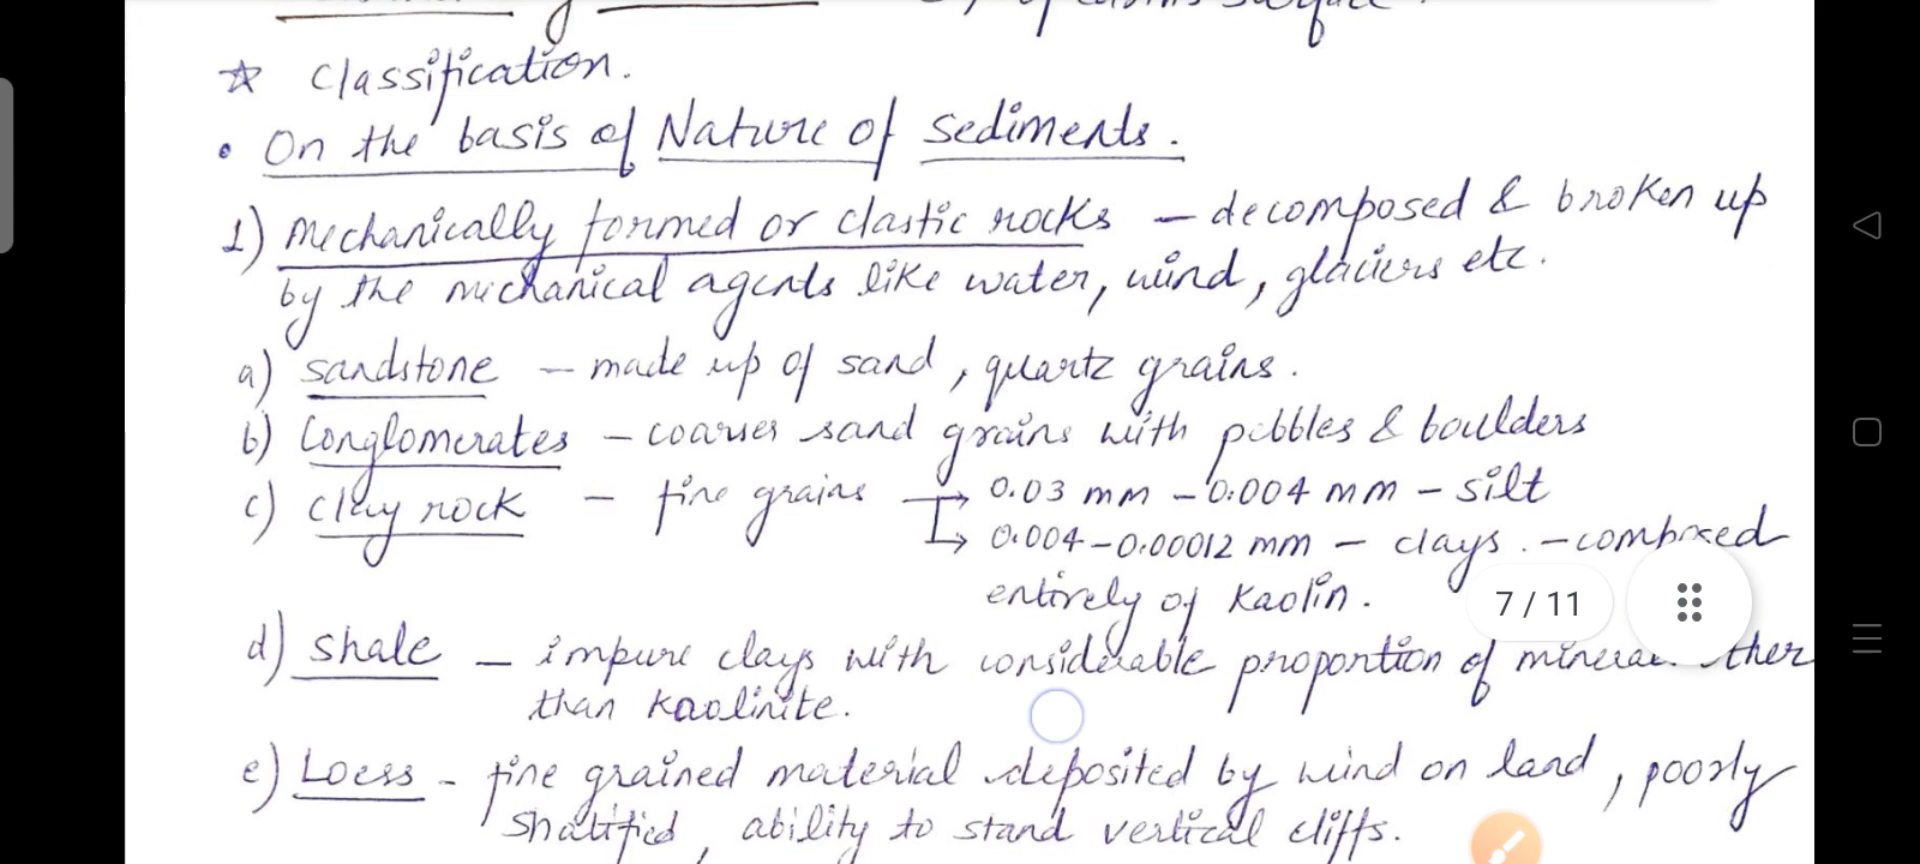 of earth's surface.
☆ Classification.
• On the basis of Nature of sediments.
1) Mechanically formed or clastic rocks – decomposed & broken up
by the mechanical agents like water, wind, glaciers etc.
a) sandstone – made up of sand, quartz grains.
b) Conglomerates – coarser sand grains with pebbles & boulders
c) clay rock – fine grains → 0.03 mm – 0.004 mm – silt
↳ 0.004 – 0.00012 mm – clays. – composed
entirely of Kaolin.
7 / 11
d) shale – impure clays with considerable proportion of
than kaolinite.
e) Loess - fine grained material deposited by wind on land, poorly
stratified, ability to stand vertical cliffs.